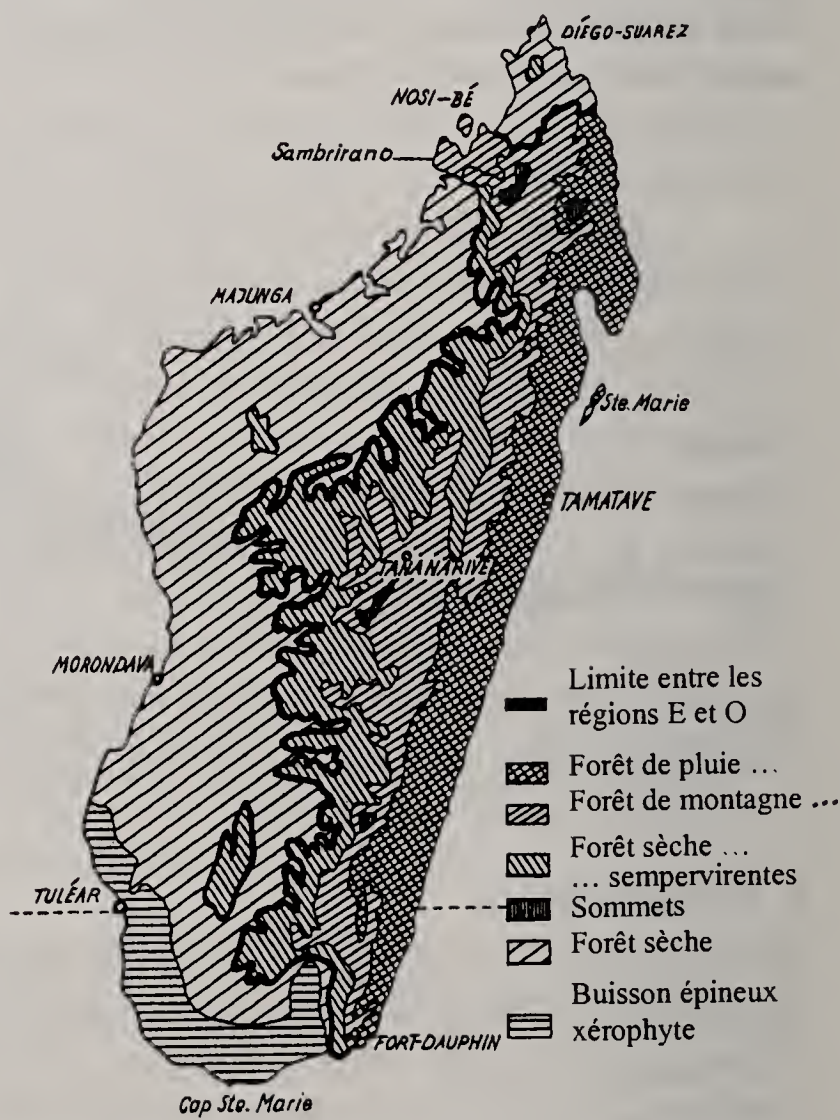 DIÉGO-SUAREZ
NOSI-BÉ
Sambrirano
MAJUNGA
Ste. Marie
TAMATAVE
TANANARIVE
MORONDAVA
Limite entre les
régions E et O
Forêt de pluie ...
Forêt de montagne ...
Forêt sèche ...
... sempervirentes
TULÉAR
Sommets
Forêt sèche
Buisson épineux
xérophyte
FORT-DAUPHIN
Cap Ste. Marie